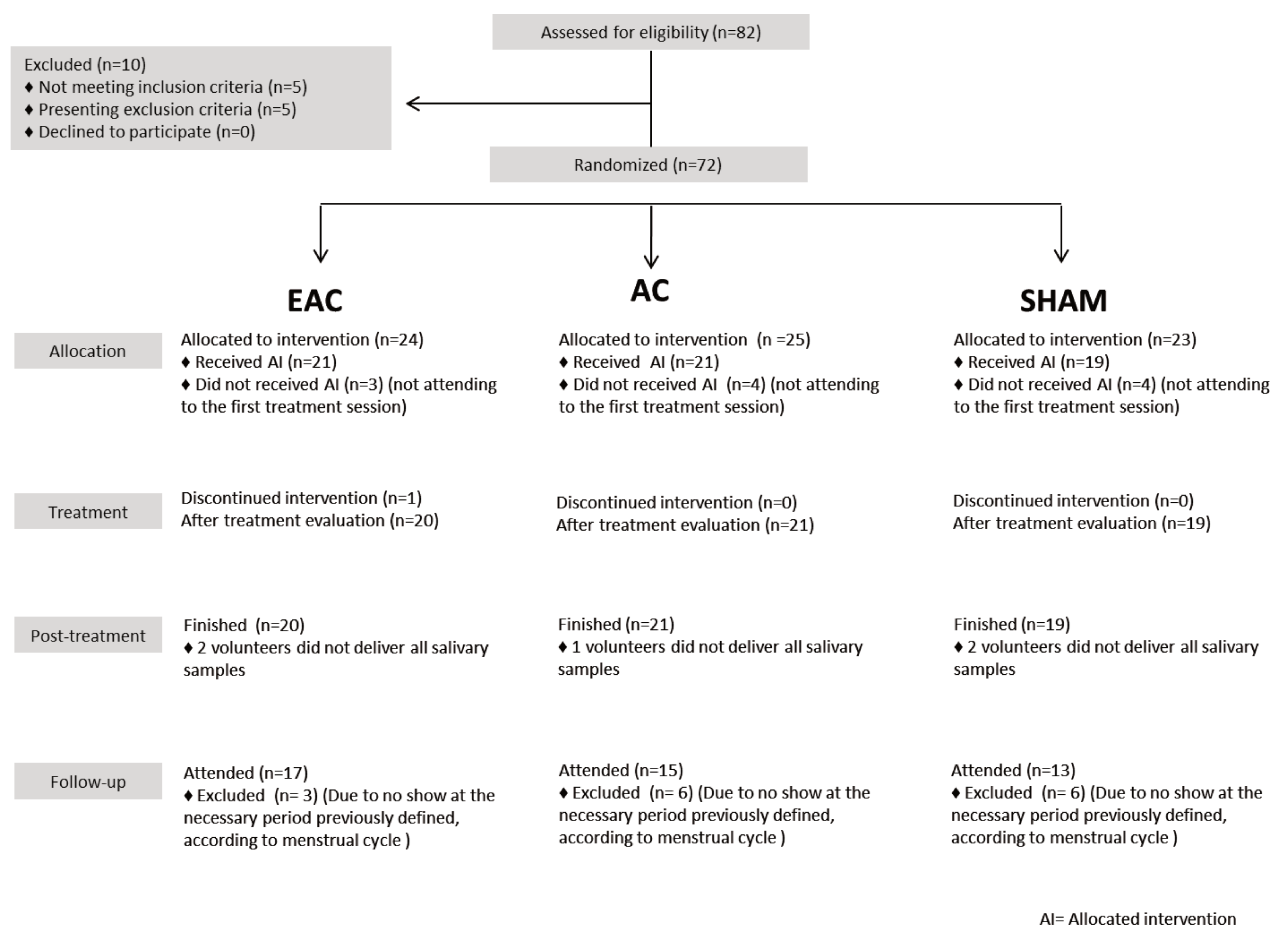 Assessed for eligibility (n=82)
Excluded (n=10)
♦ Not meeting inclusion criteria (n=5)
♦ Presenting exclusion criteria (n=5)
♦ Declined to participate (n=0)
Randomized (n=72)
EAC
AC
SHAM
Allocation
Allocated to intervention (n=24)
♦ Received AI (n=21)
♦ Did not received AI (n=3) (not attending
to the first treatment session)
Allocated to intervention (n =25)
♦ Received AI (n=21)
♦ Did not received AI (n=4) (not attending
to the first treatment session)
Allocated to intervention (n=23)
♦ Received AI (n=19)
♦ Did not received AI (n=4) (not attending
to the first treatment session)
Treatment
Discontinued intervention (n=1)
After treatment evaluation (n=20)
Discontinued intervention (n=0)
After treatment evaluation (n=21)
Discontinued intervention (n=0)
After treatment evaluation (n=19)
Post-treatment
Finished (n=20)
♦ 2 volunteers did not deliver all salivary
samples
Finished (n=21)
♦ 1 volunteers did not deliver all salivary
samples
Finished (n=19)
♦ 2 volunteers did not deliver all salivary
samples
Follow-up
Attended (n=17)
♦ Excluded (n= 3) (Due to no show at the
necessary period previously defined,
according to menstrual cycle )
Attended (n=15)
♦ Excluded (n= 6) (Due to no show at the
necessary period previously defined,
according to menstrual cycle )
Attended (n=13)
♦ Excluded (n= 6) (Due to no show at the
necessary period previously defined,
according to menstrual cycle )
AI= Allocated intervention